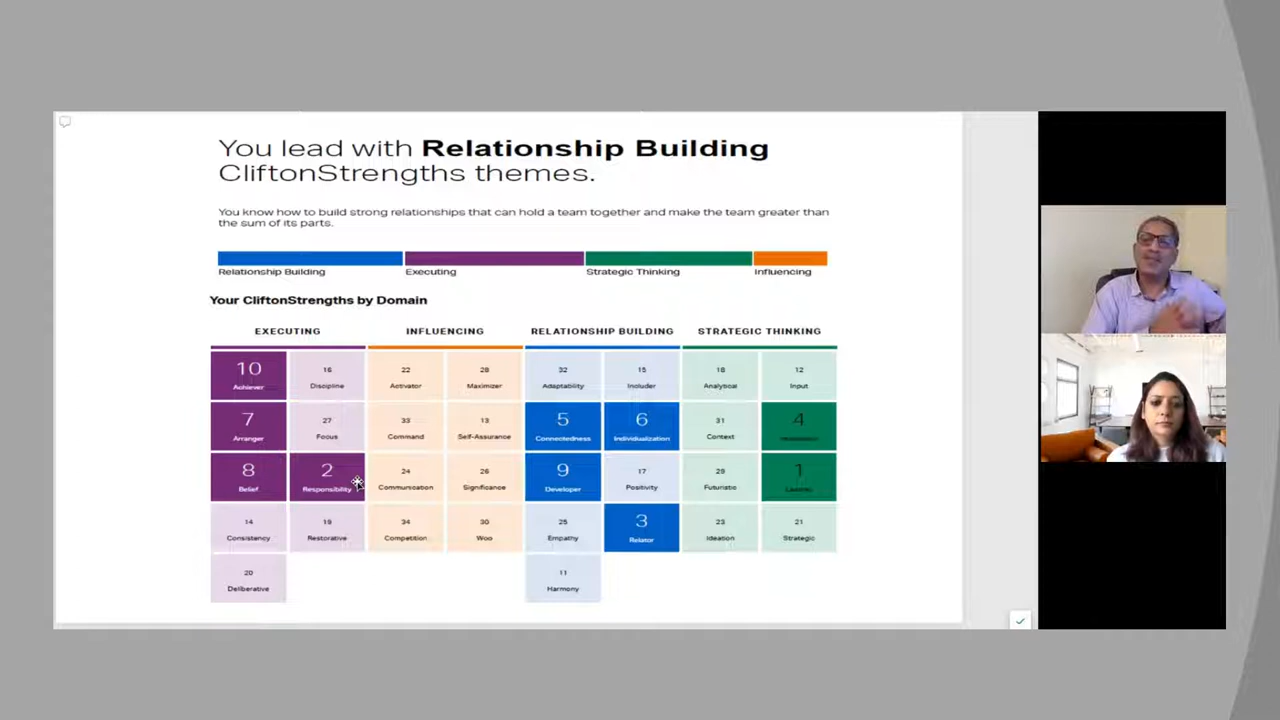 You lead with Relationship Building
CliftonStrengths themes.
You know how to build strong relationships that can hold a team together and make the team greater than
the sum of its parts.
Relationship Building Executing Strategic Thinking Influencing
Your CliftonStrengths by Domain
EXECUTING INFLUENCING RELATIONSHIP BUILDING STRATEGIC THINKING
10 16 22 28 32 15 18 12
Achiever Discipline Activator Maximizer Adaptability Includer Analytical Input
7 27 33 13 5 6 31 4
Arranger Focus Command Self-Assurance Connectedness Individualization Context
8 2 24 26 9 17 29 1
Belief Responsibility Communication Significance Developer Positivity Futuristic
14 19 34 30 25 3 23 21
Consistency Restorative Competition Woo Empathy Relator Ideation Strategic
20 11
Deliberative Harmony